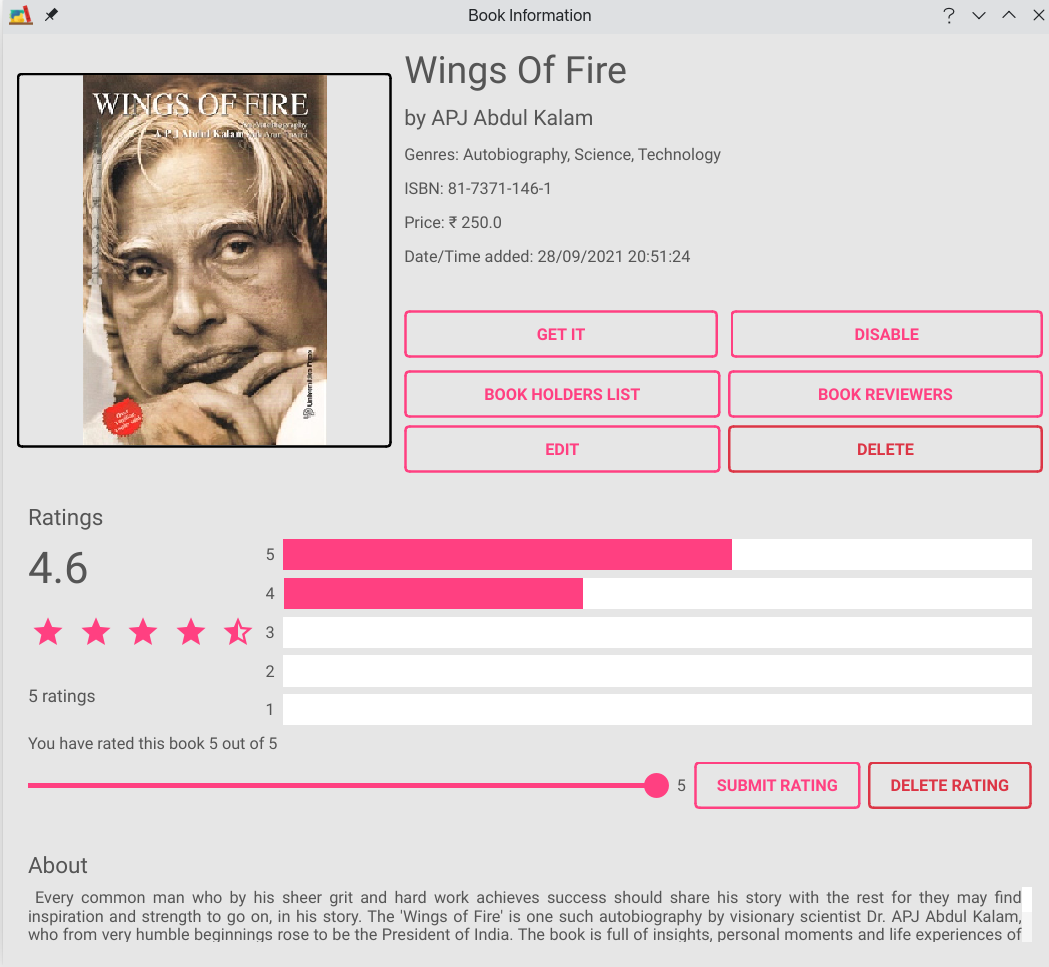 Book Information
WINGS OF FIRE
A P J Abdul Kalam
Universities Press
Wings Of Fire
by APJ Abdul Kalam
Genres: Autobiography, Science, Technology
ISBN: 81-7371-146-1
Price: ₹ 250.0
Date/Time added: 28/09/2021 20:51:24
GET IT
DISABLE
BOOK HOLDERS LIST
BOOK REVIEWERS
EDIT
DELETE
Ratings
4.6
5 ratings
5
4
3
2
1
You have rated this book 5 out of 5
5
SUBMIT RATING
DELETE RATING
About
Every common man who by his sheer grit and hard work achieves success should share his story with the rest for they may find
inspiration and strength to go on, in his story. The 'Wings of Fire' is one such autobiography by visionary scientist Dr. APJ Abdul Kalam,
who from very humble beginnings rose to be the President of India. The book is full of insights, personal moments and life experiences of